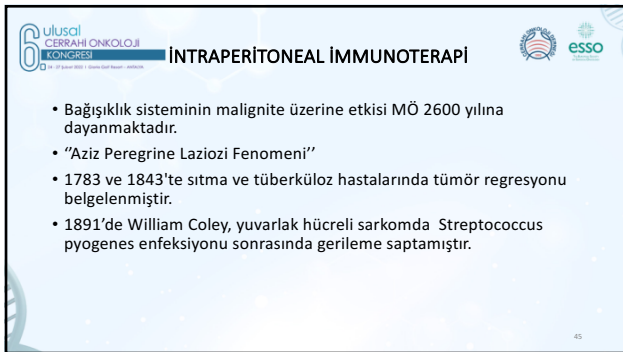 6.
ulusal
CERRAHİ ONKOLOJİ
KONGRESİ
İNTRAPERİTONEAL İMMUNOTERAPİ
esso
• Bağışıklık sisteminin malignite üzerine etkisi MÖ 2600 yılına
dayanmaktadır.
• ‘’Aziz Peregrine Laziozi Fenomeni’’
• 1783 ve 1843'te sıtma ve tüberküloz hastalarında tümör regresyonu
belgelenmiştir.
• 1891’de William Coley, yuvarlak hücreli sarkomda Streptococcus
pyogenes enfeksiyonu sonrasında gerileme saptamıştır.
45